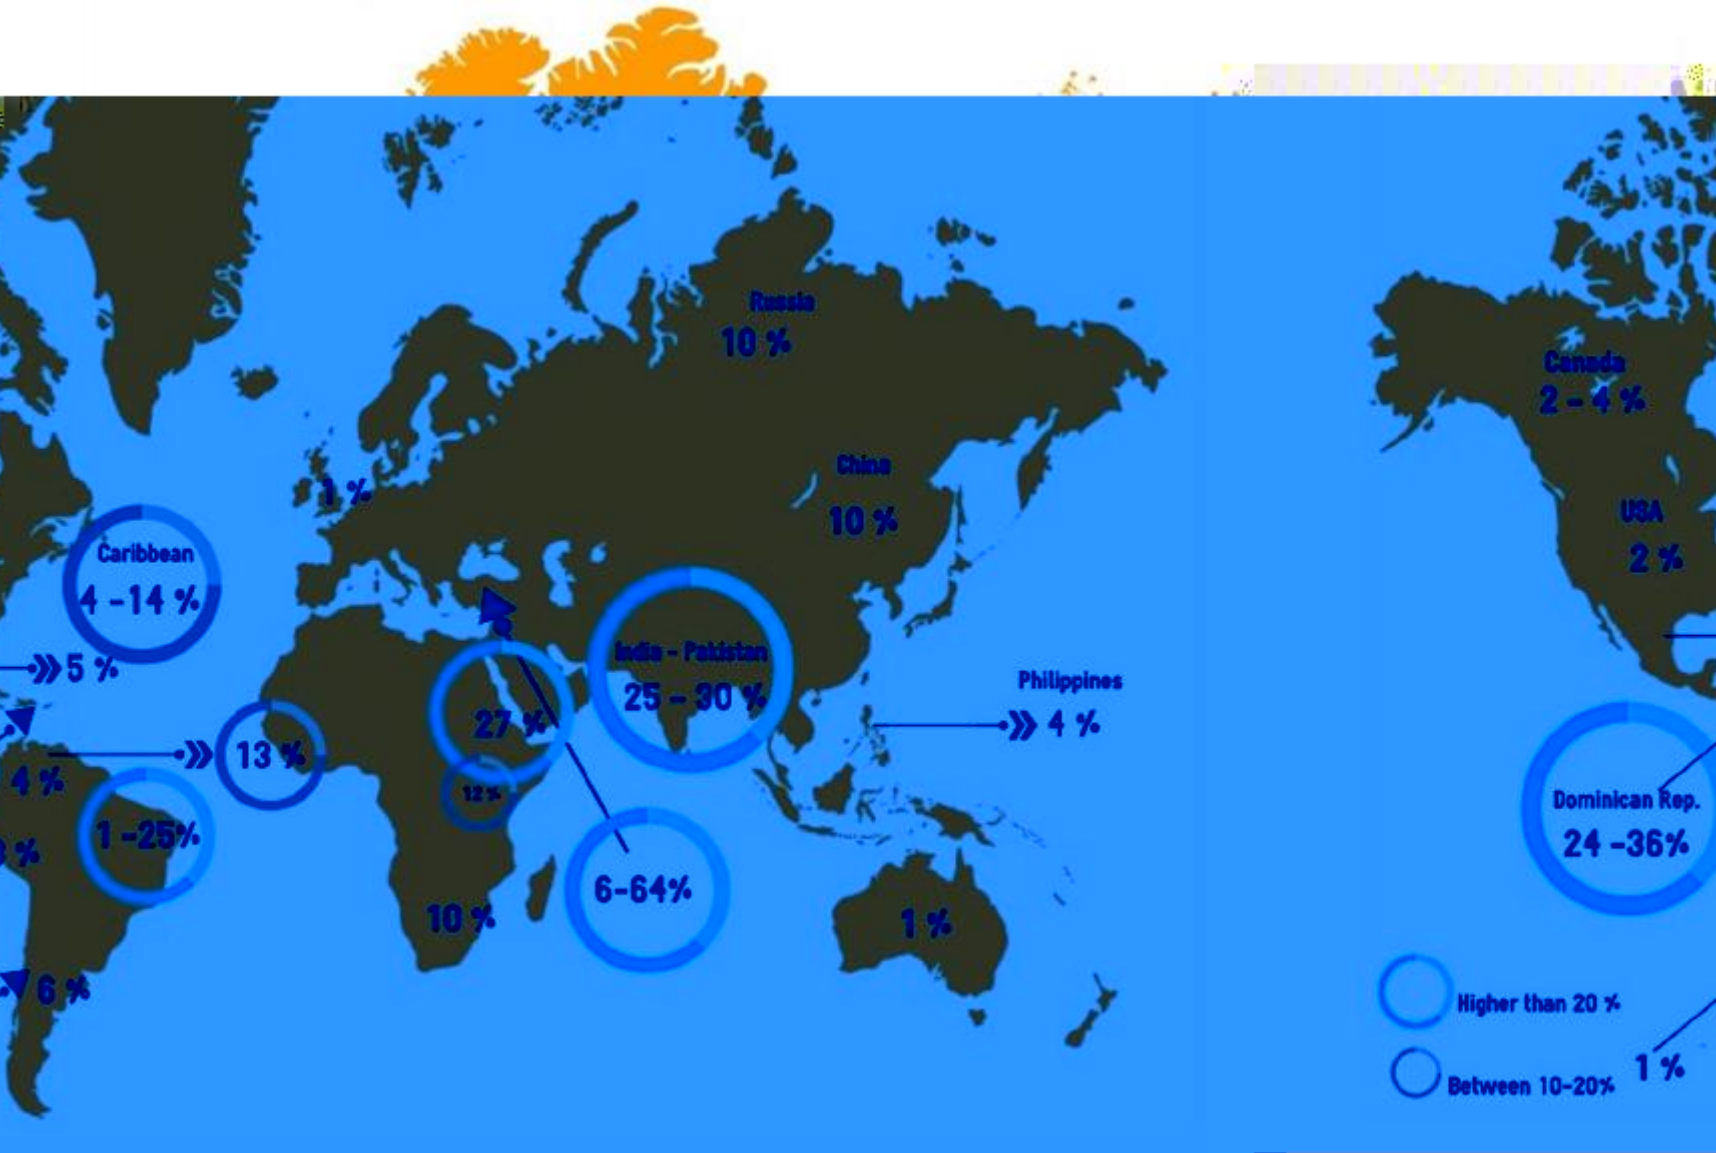 Russia
10 %
Canada
2 - 4 %
China
10 %
1 %
USA
2 %
Caribbean
4 -14 %
5 %
India - Pakistan
25 - 30 %
Philippines
4 %
27 %
13 %
4 %
12 %
Dominican Rep.
24 -36%
1 -25%
%
6-64%
10 %
1 %
6 %
Higher than 20 %
1 %
Between 10-20%